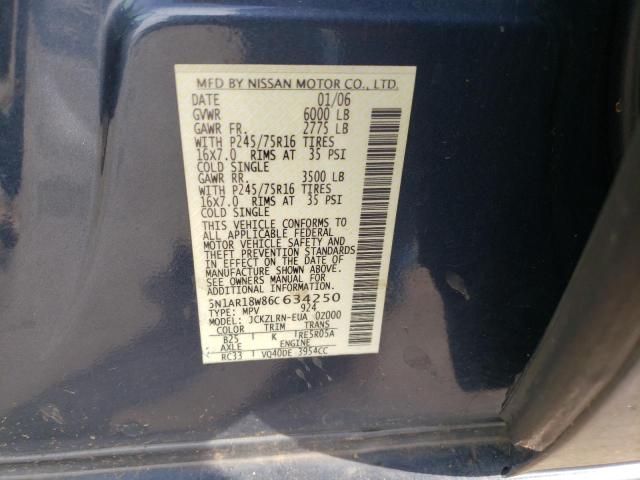 MFD BY NISSAN MOTOR CO., LTD.
DATE 01/06
GVWR 6000 LB
GAWR FR. 2775 LB
WITH P245/75R16 TIRES
16X7.0 RIMS AT 35 PSI
COLD SINGLE
GAWR RR. 3500 LB
WITH P245/75R16 TIRES
16X7.0 RIMS AT 35 PSI
COLD SINGLE
THIS VEHICLE CONFORMS TO
ALL APPLICABLE FEDERAL
MOTOR VEHICLE SAFETY AND
THEFT PREVENTION STANDARDS
IN EFFECT ON THE DATE OF
MANUFACTURE SHOWN ABOVE.
SEE OWNERS MANUAL FOR
ADDITIONAL INFORMATION.
5N1AR18W86C634250
TYPE: MPV 924
MODEL: JCKZLRN-EUA 0Z000
COLOR TRIM TRANS
B25 K RE5R05A
AXLE ENGINE
RC33 VQ40DE 3954CC